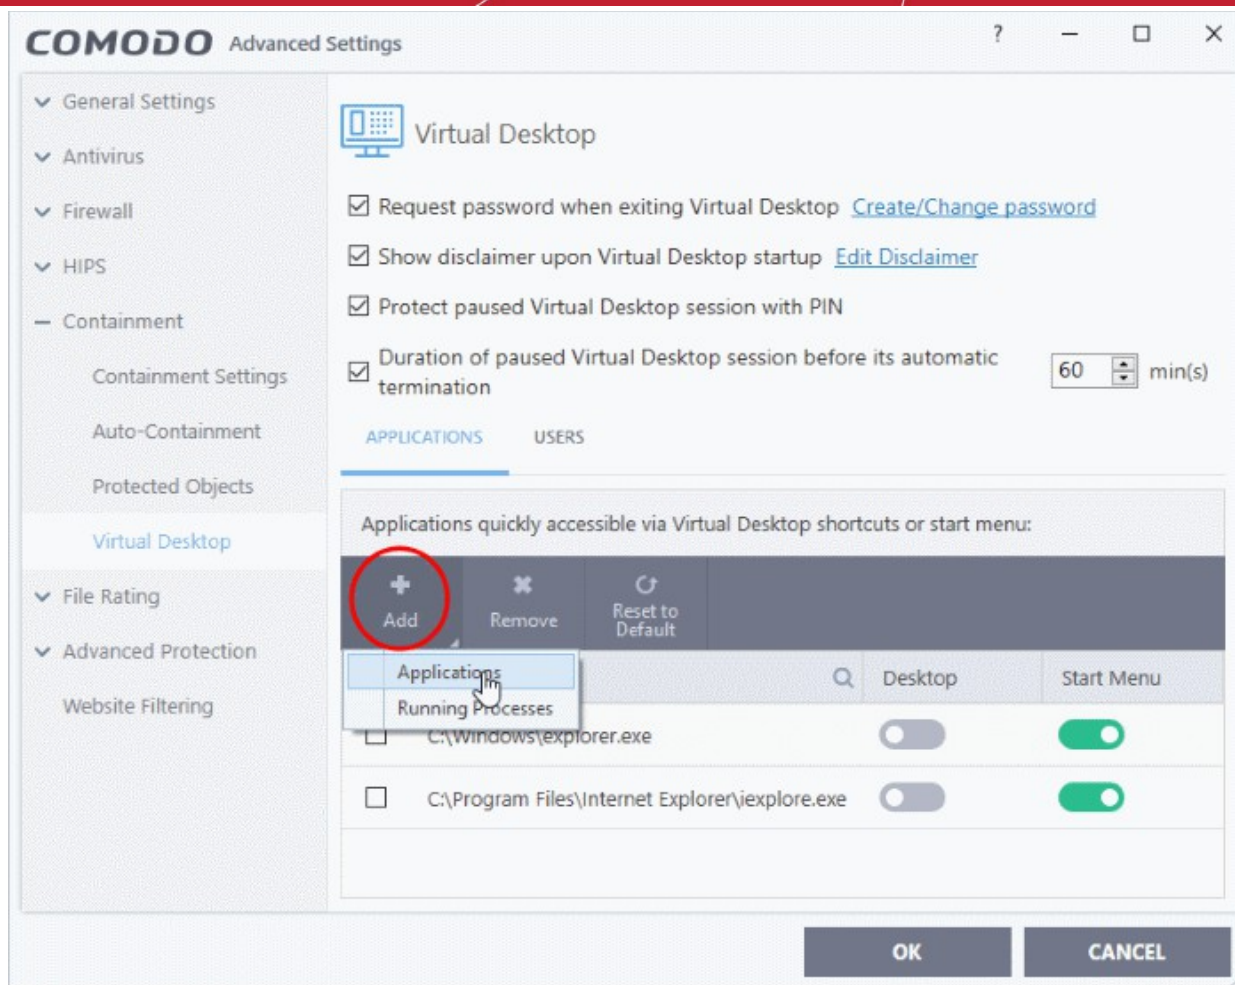 COMODO Advanced Settings
?
General Settings
Antivirus
Firewall
HIPS
Containment
Containment Settings
Auto-Containment
Protected Objects
Virtual Desktop
File Rating
Advanced Protection
Website Filtering
Virtual Desktop
Request password when exiting Virtual Desktop Create/Change password
Show disclaimer upon Virtual Desktop startup Edit Disclaimer
Protect paused Virtual Desktop session with PIN
Duration of paused Virtual Desktop session before its automatic
termination
60 min(s)
APPLICATIONS USERS
Applications quickly accessible via Virtual Desktop shortcuts or start menu:
Add Remove Reset to
Default
Applications
Running Processes
Desktop Start Menu
C:\Windows\explorer.exe
C:\Program Files\Internet Explorer\iexplore.exe
OK CANCEL